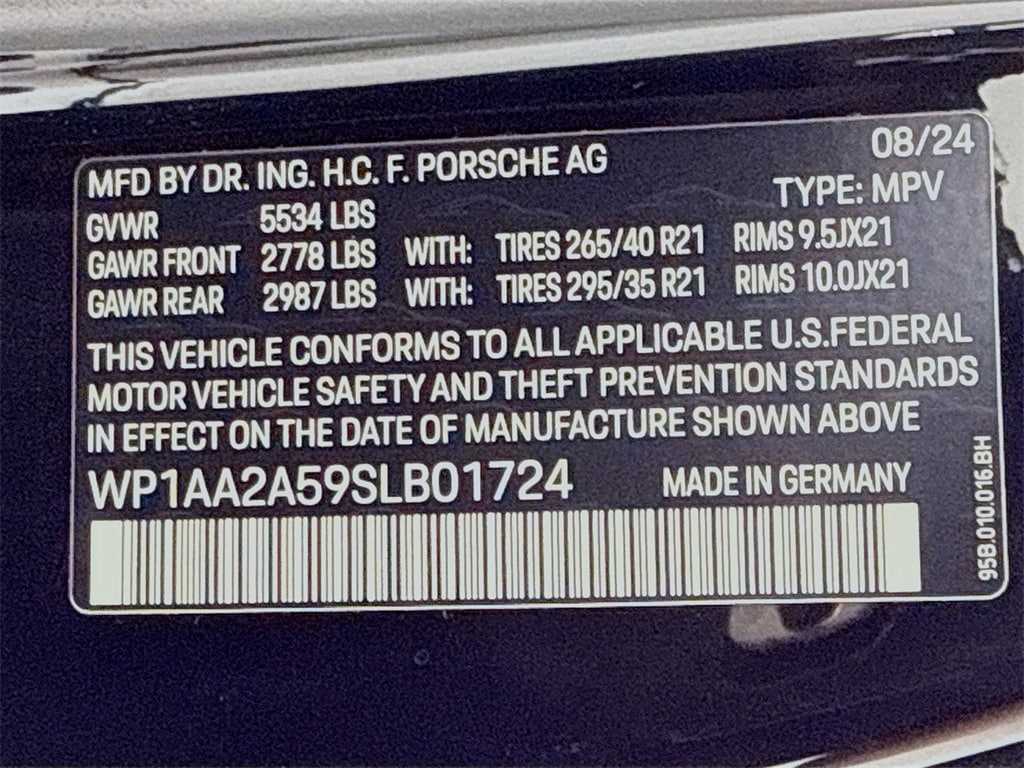 MFD BY DR. ING. H.C. F. PORSCHE AG 08/24
TYPE: MPV
GVWR 5534 LBS
GAWR FRONT 2778 LBS WITH: TIRES 265/40 R21 RIMS 9.5JX21
GAWR REAR 2987 LBS WITH: TIRES 295/35 R21 RIMS 10.0JX21
THIS VEHICLE CONFORMS TO ALL APPLICABLE U.S.FEDERAL
MOTOR VEHICLE SAFETY AND THEFT PREVENTION STANDARDS
IN EFFECT ON THE DATE OF MANUFACTURE SHOWN ABOVE
WP1AA2A59SLB01724 MADE IN GERMANY
95B.010.016.BH